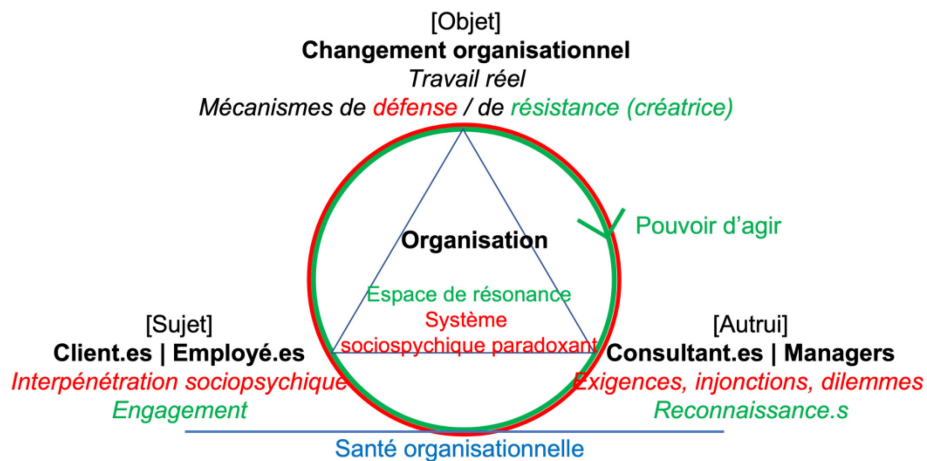 [Objet]
Changement organisationnel
Travail réel
Mécanismes de défense / de résistance (créatrice)
Pouvoir d'agir
Organisation
Espace de résonance
Système
sociospychique paradoxant
[Sujet]
Client.es | Employé.es
Interpénétration sociopsychique
Engagement
[Autrui]
Consultant.es | Managers
Exigences, injonctions, dilemmes
Reconnaissance.s
Santé organisationnelle